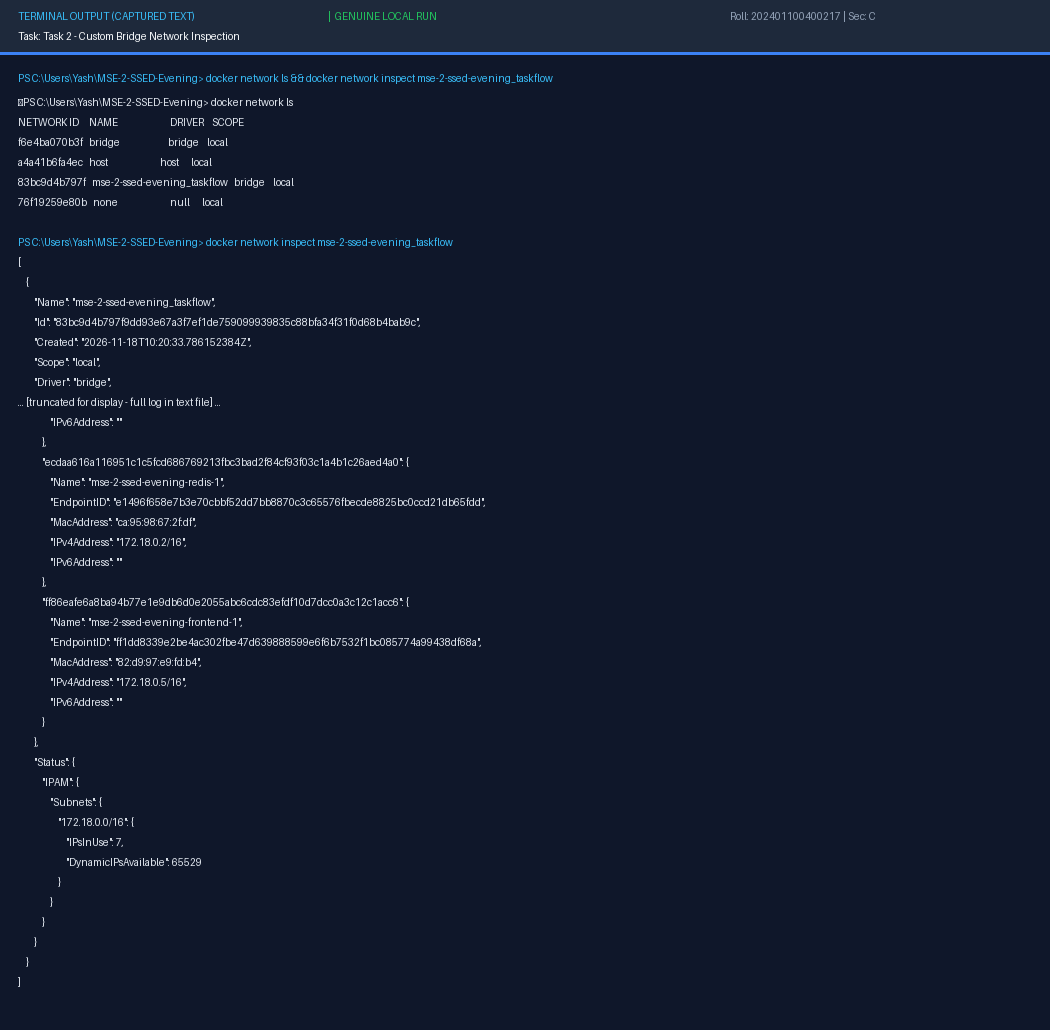 TERMINAL OUTPUT (CAPTURED TEXT) | GENUINE LOCAL RUN Roll: 202401100400217 | Sec: C
Task: Task 2 - Custom Bridge Network Inspection
PS C:\Users\Yash\MSE-2-SSED-Evening> docker network ls && docker network inspect mse-2-ssed-evening_taskflow
PS C:\Users\Yash\MSE-2-SSED-Evening> docker network ls
NETWORK ID NAME DRIVER SCOPE
f6e4ba070b3f bridge bridge local
a4a41b6fa4ec host host local
83bc9d4b797f mse-2-ssed-evening_taskflow bridge local
76f19259e80b none null local
PS C:\Users\Yash\MSE-2-SSED-Evening> docker network inspect mse-2-ssed-evening_taskflow
[
{
"Name": "mse-2-ssed-evening_taskflow",
"Id": "83bc9d4b797f9dd93e67a3f7ef1de759099939835c88bfa34f31f0d68b4bab9c",
"Created": "2026-11-18T10:20:33.786152384Z",
"Scope": "local",
"Driver": "bridge",
... [truncated for display - full log in text file] ...
"IPv6Address": ""
},
"ecdaa616a116951c1c5fcd686769213fbc3bad2f84cf93f03c1a4b1c26aed4a0": {
"Name": "mse-2-ssed-evening-redis-1",
"EndpointID": "e1496f658e7b3e70cbbf52dd7bb8870c3c65576fbecde8825bc0ccd21db65fdd",
"MacAddress": "ca:95:98:67:2f:df",
"IPv4Address": "172.18.0.2/16",
"IPv6Address": ""
},
"ff86eafe6a8ba94b77e1e9db6d0e2055abc6cdc83efdf10d7dcc0a3c12c1acc6": {
"Name": "mse-2-ssed-evening-frontend-1",
"EndpointID": "ff1dd8339e2be4ac302fbe47d639888599e6f6b7532f1bc085774a99438df68a",
"MacAddress": "82:d9:97:e9:fd:b4",
"IPv4Address": "172.18.0.5/16",
"IPv6Address": ""
}
},
"Status": {
"IPAM": {
"Subnets": {
"172.18.0.0/16": {
"IPsInUse": 7,
"DynamicIPsAvailable": 65529
}
}
}
}
}
]